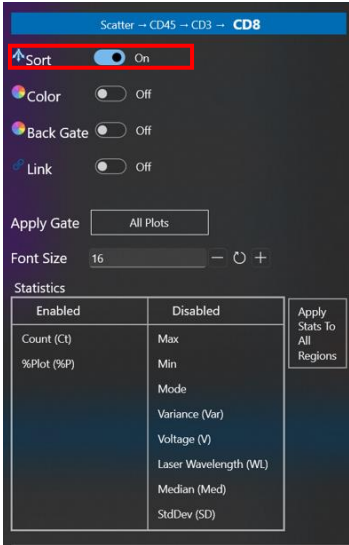 Scatter → CD45 → CD3 → CD8
Sort On
Color Off
Back Gate Off
Link Off
Apply Gate All Plots
Font Size 16
Statistics
Enabled Disabled
Apply
Stats To
All
Regions
Count (Ct) Max
%Plot (%P) Min
Mode
Variance (Var)
Voltage (V)
Laser Wavelength (WL)
Median (Med)
StdDev (SD)